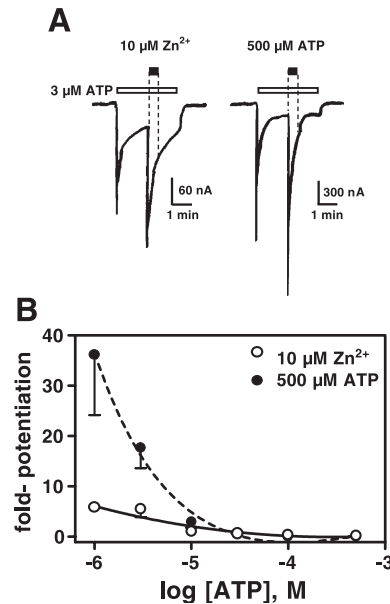 A
10 µM Zn²⁺
500 µM ATP
3 µM ATP
60 nA
1 min
300 nA
1 min
B
fold- potentiation
40
30
20
10
0
○ 10 µM Zn²⁺
● 500 µM ATP
-6
-5
-4
-3
log [ATP], M